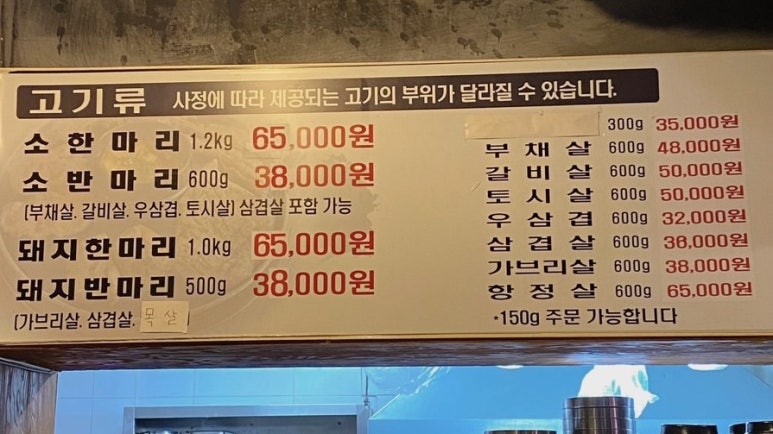 고기류 사정에 따라 제공되는 고기의 부위가 달라질 수 있습니다.
소 한 마 리 1.2kg 65,000원
소 반 마 리 600g 38,000원
(부채살. 갈비살. 우삼겹. 토시살) 삼겹살 포함 가능
돼지한마리 1.0kg 65,000원
돼지반마리 500g 38,000원
(가브리살. 삼겹살. 목살
300g 35,000원
부 채 살 600g 48,000원
갈 비 살 600g 50,000원
토 시 살 600g 50,000원
우 삼 겹 600g 32,000원
삼 겹 살 600g 38,000원
가브리살 600g 38,000원
항 정 살 600g 65,000원
*150g 주문 가능합니다